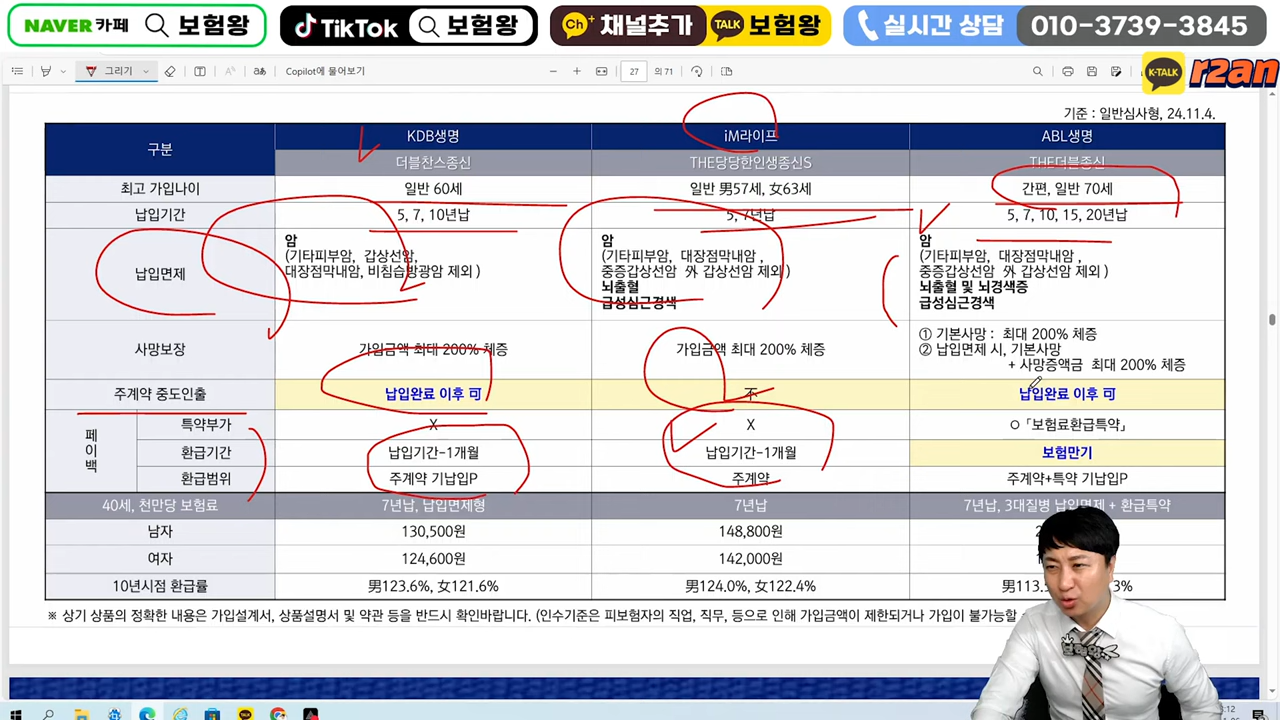 NAVER 카페 보험왕 TikTok 보험왕 Ch+ 채널추가 TALK 보험왕 실시간 상담 010-3739-3845
그리기 Copilot에 물어보기 27 의 71 K-TALK r2an
기준 : 일반심사형, 24.11.4.
구분 KDB생명 iM라이프 ABL생명
더블찬스종신 THE당당한인생종신S THE더블종신
최고 가입나이 일반 60세 일반 男57세, 女63세 간편, 일반 70세
납입기간 5, 7, 10년납 5, 7년납 5, 7, 10, 15, 20년납
납입면제
암
(기타피부암, 갑상선암,
대장점막내암, 비침습방광암 제외)
암
(기타피부암, 대장점막내암,
중증갑상선암 외 갑상선암 제외)
뇌출혈
급성심근경색
암
(기타피부암, 대장점막내암,
중증갑상선암 외 갑상선암 제외)
뇌출혈 및 뇌경색증
급성심근경색
사망보장 가입금액 최대 200% 체증 가입금액 최대 200% 체증
① 기본사망 : 최대 200% 체증
② 납입면제 시, 기본사망
+ 사망증액금 최대 200% 체증
주계약 중도인출 납입완료 이후 可 不 납입완료 이후 可
페이백
특약부가 X X O「보험료환급특약」
환급기간 납입기간-1개월 납입기간-1개월 보험만기
환급범위 주계약 기납입P 주계약 주계약+특약 기납입P
40세, 천만당 보험료 7년납, 납입면제형 7년납 7년납, 3대질병 납입면제 + 환급특약
남자 130,500원 148,800원
여자 124,600원 142,000원
10년시점 환급률 男123.6%, 女121.6% 男124.0%, 女122.4%
※ 상기 상품의 정확한 내용은 가입설계서, 상품설명서 및 약관 등을 반드시 확인바랍니다. (인수기준은 피보험자의 직업, 직무, 등으로 인해 가입금액이 제한되거나 가입이 불가능할
보험왕